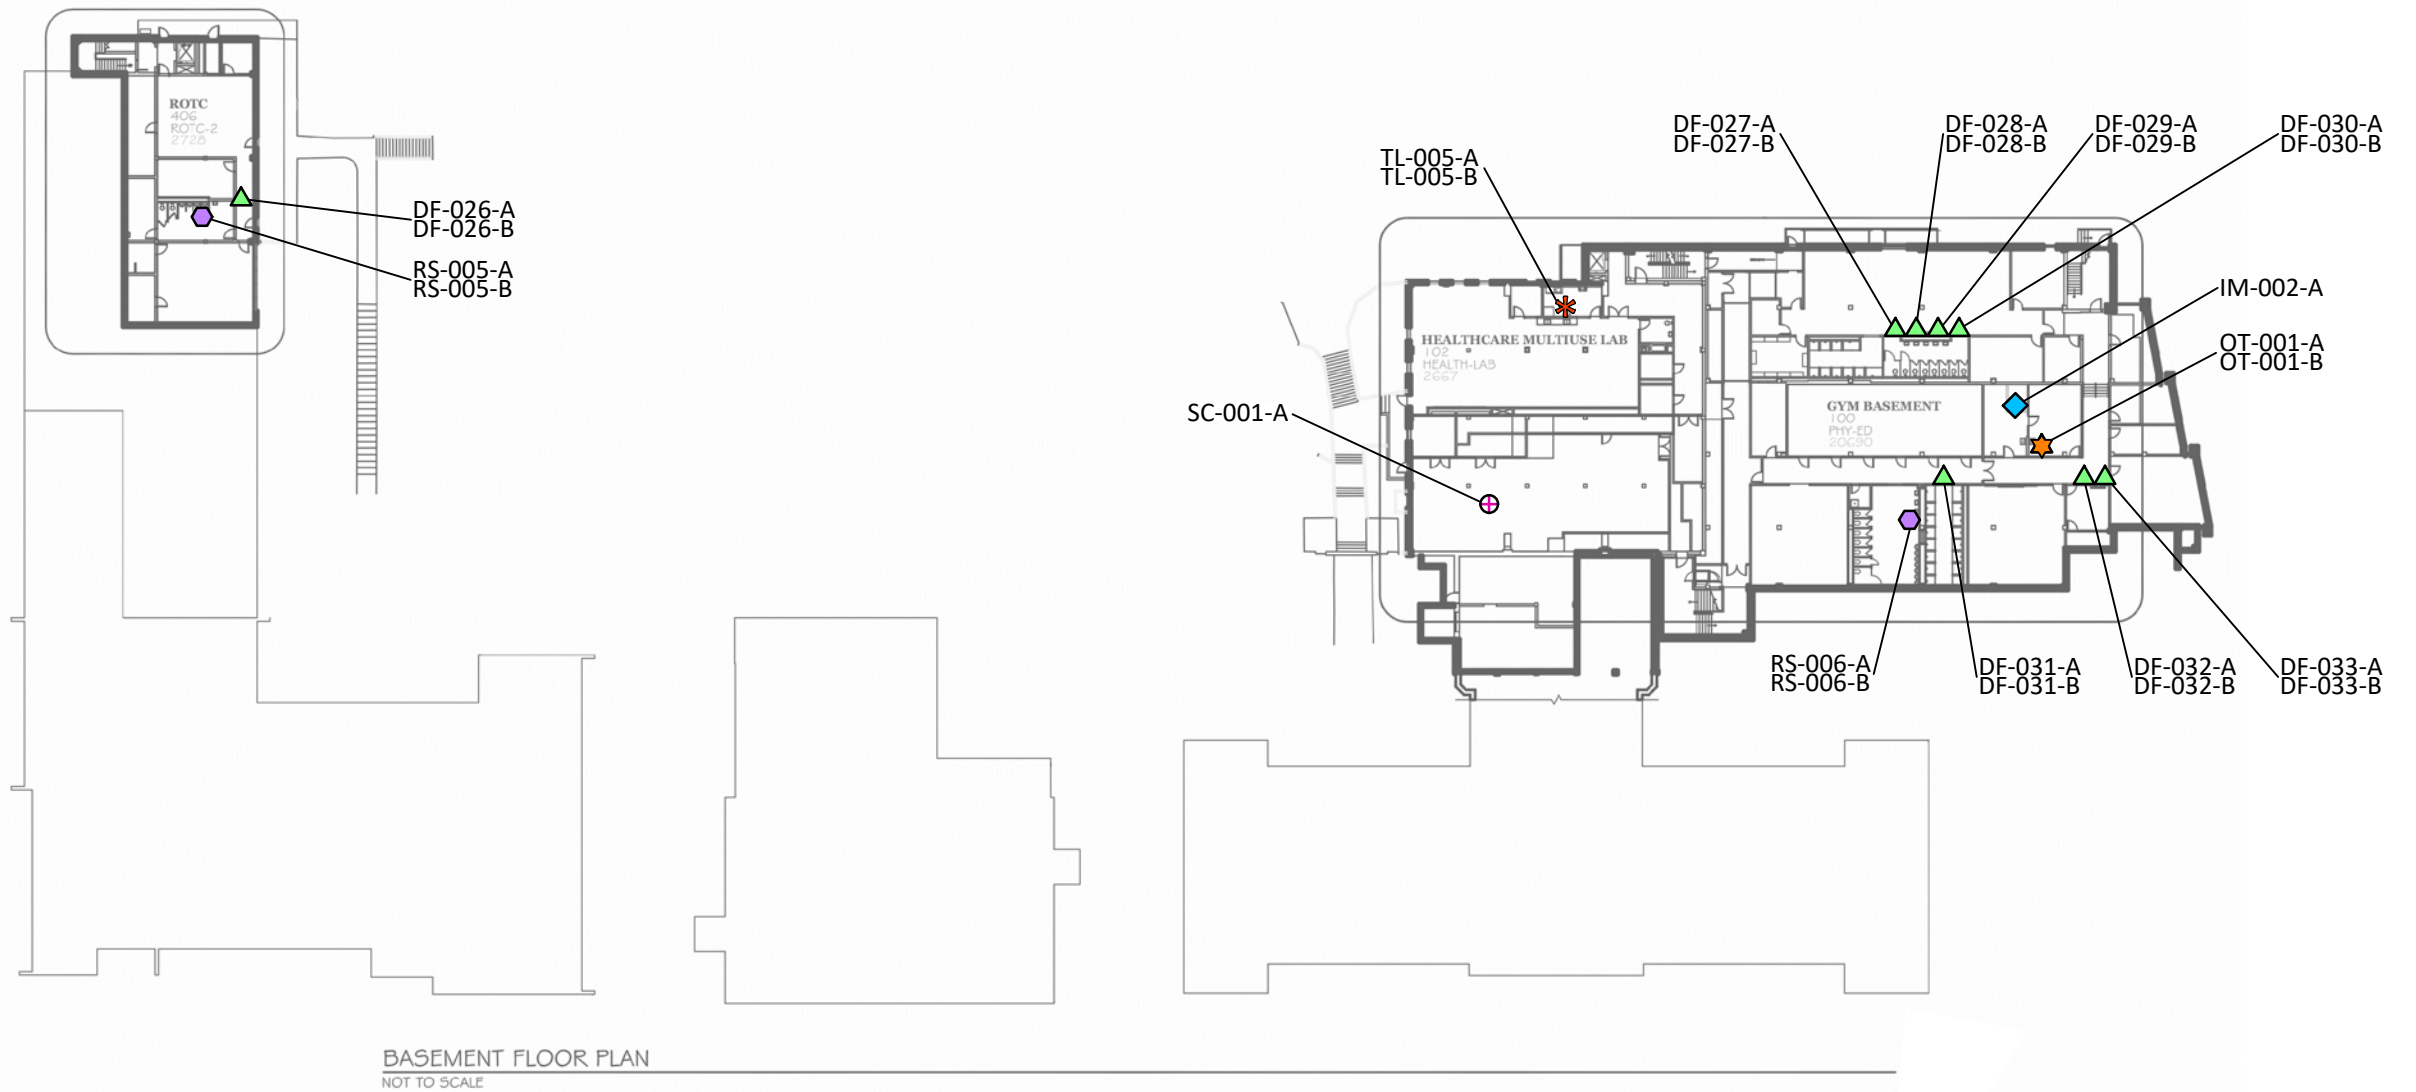 ROTC
406
ROTC-2
2728
DF-026-A
DF-026-B
RS-005-A
RS-005-B
TL-005-A
TL-005-B
DF-027-A
DF-027-B
DF-028-A
DF-028-B
DF-029-A
DF-029-B
DF-030-A
DF-030-B
IM-002-A
OT-001-A
OT-001-B
HEALTHCARE MULTIUSE LAB
102
HEALTH-LAB
2667
GYM BASEMENT
100
PHY-ED
20690
SC-001-A
RS-006-A
RS-006-B
DF-031-A
DF-031-B
DF-032-A
DF-032-B
DF-033-A
DF-033-B
BASEMENT FLOOR PLAN
NOT TO SCALE